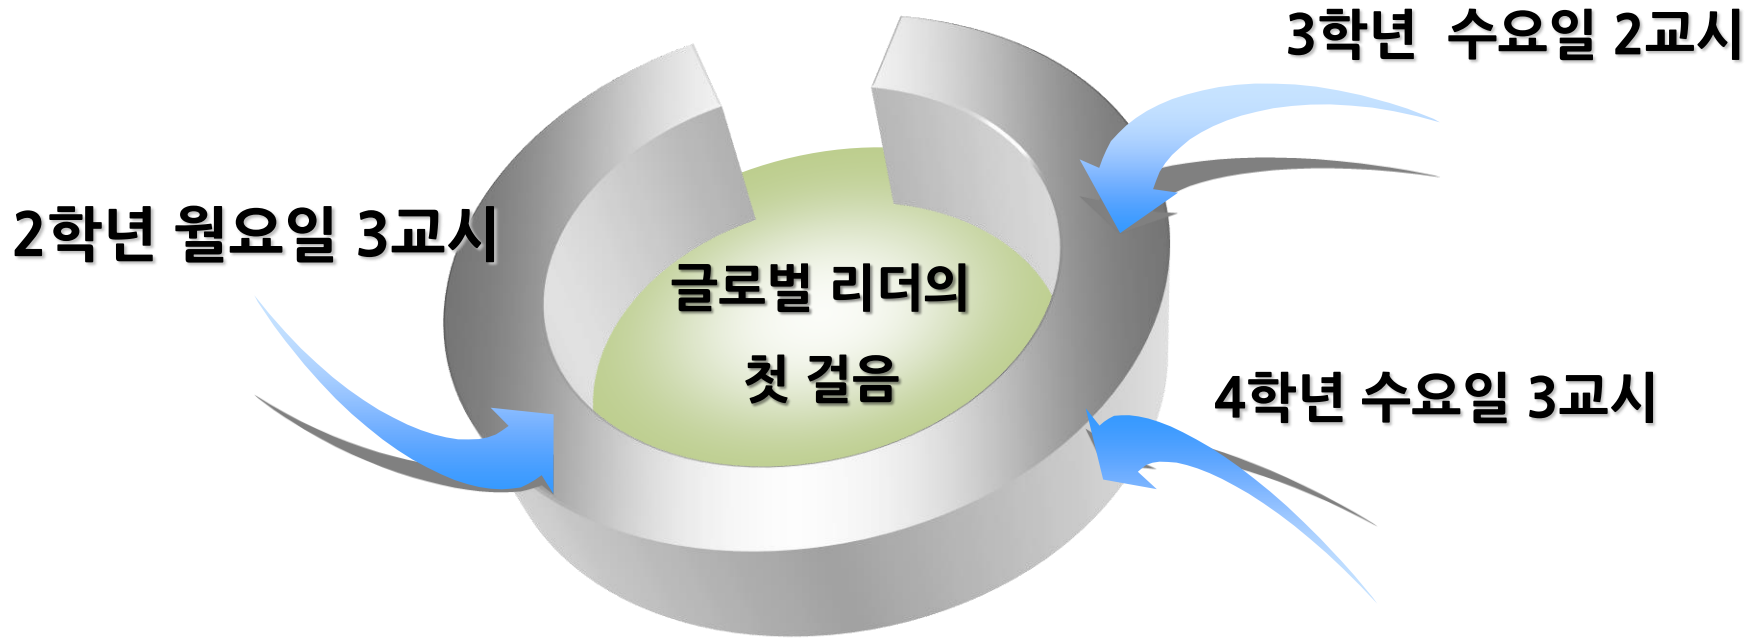 3학년 수요일 2교시
2학년 월요일 3교시
글로벌 리더의
첫 걸음
4학년 수요일 3교시